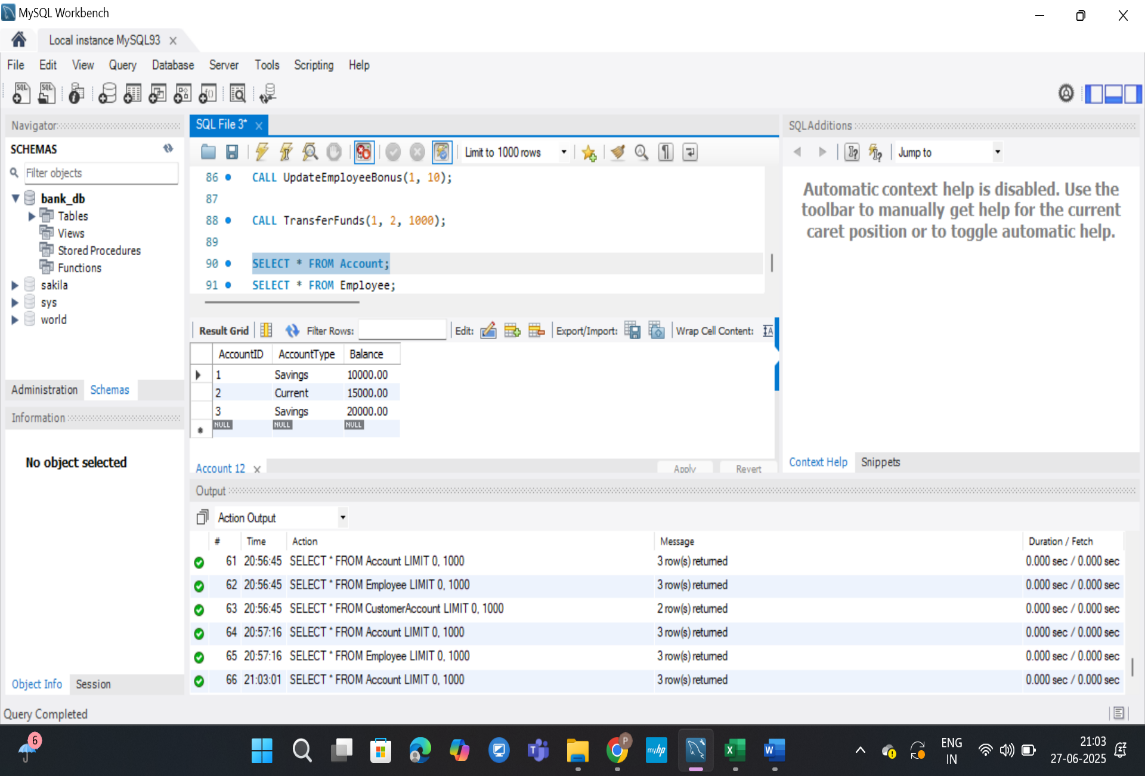 MySQL Workbench
Local instance MySQL93
File Edit View Query Database Server Tools Scripting Help
Navigator
SCHEMAS
Filter objects
bank_db
Tables
Views
Stored Procedures
Functions
sakila
sys
world
Administration Schemas
Information
No object selected
Object Info Session
SQL File 3*
Limit to 1000 rows
86 CALL UpdateEmployeeBonus(1, 10);
87
88 CALL TransferFunds(1, 2, 1000);
89
90 SELECT * FROM Account;
91 SELECT * FROM Employee;
Result Grid Filter Rows: Edit: Export/Import: Wrap Cell Content:
AccountID AccountType Balance
1 Savings 10000.00
2 Current 15000.00
3 Savings 20000.00
NULL NULL NULL
Account 12 Apply Revert
SQLAdditions
Jump to
Automatic context help is disabled. Use the
toolbar to manually get help for the current
caret position or to toggle automatic help.
Context Help Snippets
Output
Action Output
# Time Action Message Duration / Fetch
61 20:56:45 SELECT * FROM Account LIMIT 0, 1000 3 row(s) returned 0.000 sec / 0.000 sec
62 20:56:45 SELECT * FROM Employee LIMIT 0, 1000 3 row(s) returned 0.000 sec / 0.000 sec
63 20:56:45 SELECT * FROM CustomerAccount LIMIT 0, 1000 2 row(s) returned 0.000 sec / 0.000 sec
64 20:57:16 SELECT * FROM Account LIMIT 0, 1000 3 row(s) returned 0.000 sec / 0.000 sec
65 20:57:16 SELECT * FROM Employee LIMIT 0, 1000 3 row(s) returned 0.000 sec / 0.000 sec
66 21:03:01 SELECT * FROM Account LIMIT 0, 1000 3 row(s) returned 0.000 sec / 0.000 sec
Query Completed
6
P
myhp
ENG
IN
21:03
27-06-2025